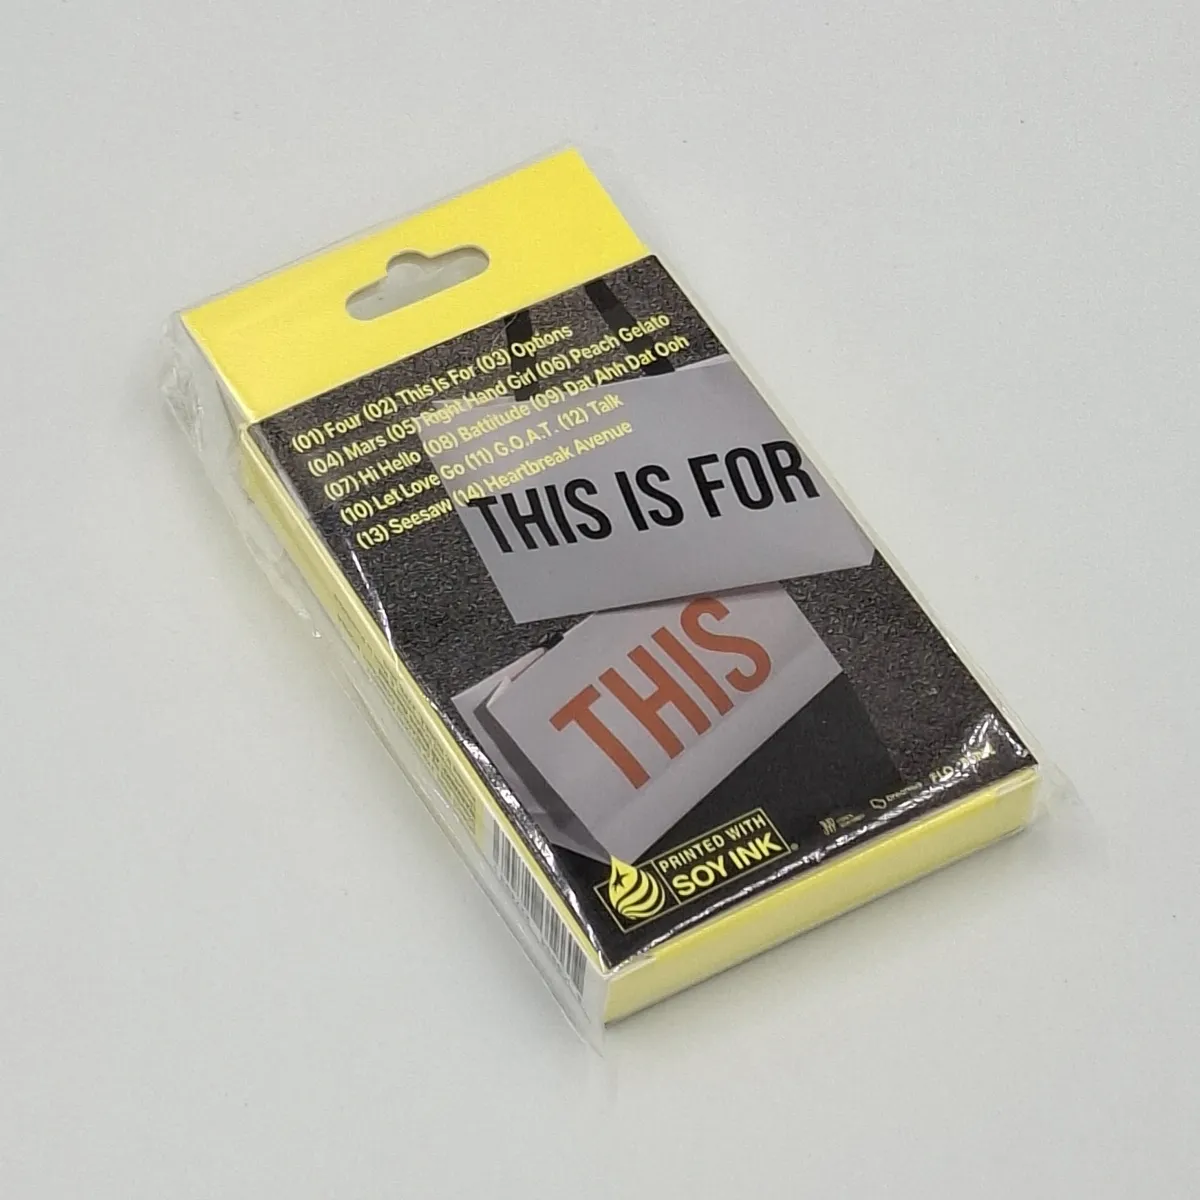 (01) Four (02) This Is For (03) Options
(04) Mars (05) Right Hand Girl (06) Peach Gelato
(07) Hi Hello (08) Battitude (09) Dat Ahh Dat Ooh
(10) Let Love Go (11) G.O.A.T. (12) Talk
(13) Seesaw (14) Heartbreak Avenue
THIS IS FOR
THIS
PRINTED WITH
SOY INK